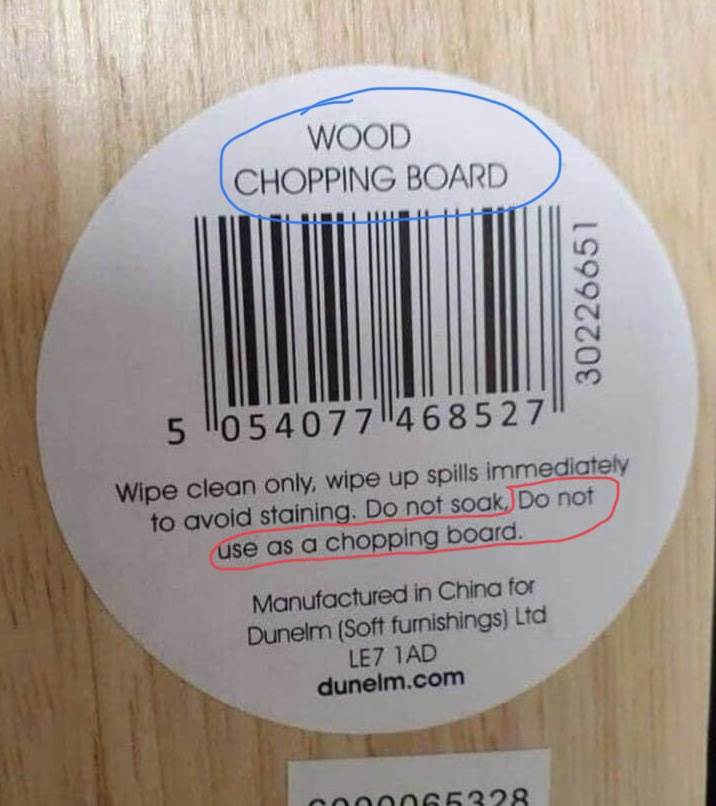 WOOD
CHOPPING BOARD
30226651
5 054077 468527
Wipe clean only, wipe up spills immediately
to avoid staining. Do not soak, Do not
use as a chopping board.
Manufactured in China for
Dunelm (Soft furnishings) Ltd
LE7 1AD
dunelm.com